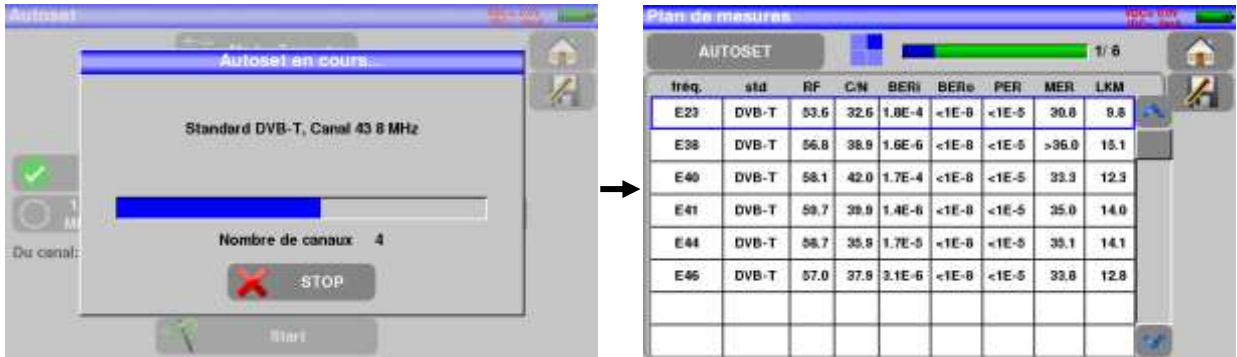 Autoset
Autoset en cours...
Standard DVB-T, Canal 43 8 MHz
Nombre de canaux 4
STOP
Du canal:
Start
Plan de mesures
AUTOSET 1/ 6
fréq. std RF C/N BERi BERo PER MER LKM
E23 DVB-T 53.6 32.6 1.8E-4 <1E-8 <1E-5 30.8 9.8
E38 DVB-T 56.8 38.9 1.6E-6 <1E-8 <1E-5 >36.0 15.1
E40 DVB-T 58.1 42.0 1.7E-4 <1E-8 <1E-5 33.3 12.3
E41 DVB-T 59.7 39.9 1.4E-6 <1E-8 <1E-5 35.0 14.0
E44 DVB-T 56.7 35.9 1.7E-5 <1E-8 <1E-5 35.1 14.1
E46 DVB-T 57.0 37.9 3.1E-6 <1E-8 <1E-5 33.8 12.8